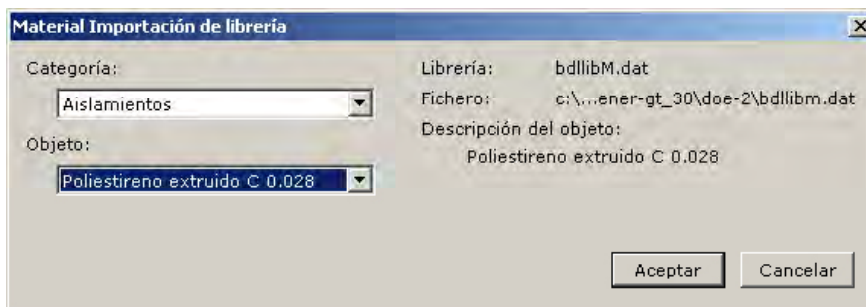 Material Importación de librería
Categoría:
Aislamientos
Objeto:
Poliestireno extruido C 0.028
Librería: bdllibM.dat
Fichero: c:\...ener-gt_30\doe-2\bdllibm.dat
Descripción del objeto:
Poliestireno extruido C 0.028
Aceptar Cancelar